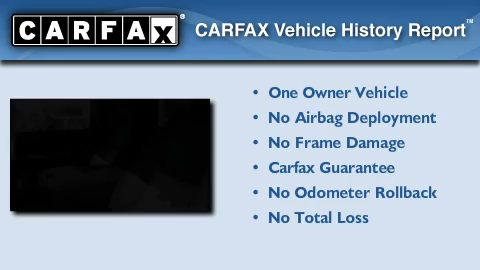 CARFAX® CARFAX Vehicle History Report™
• One Owner Vehicle
• No Airbag Deployment
• No Frame Damage
• Carfax Guarantee
• No Odometer Rollback
• No Total Loss